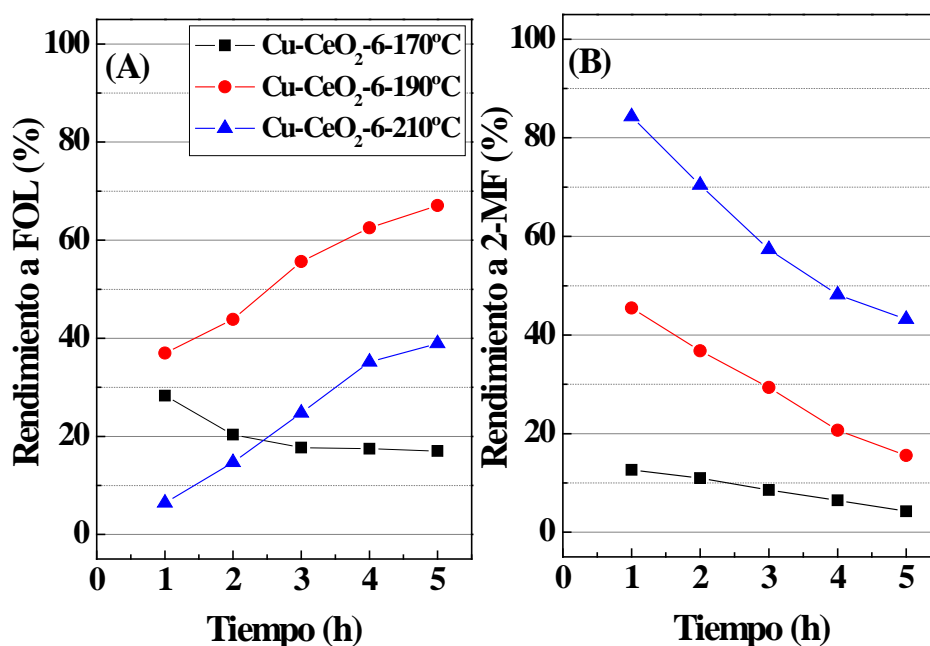 (A)
Cu-CeO2-6-170ºC
Cu-CeO2-6-190ºC
Cu-CeO2-6-210ºC
Rendimiento a FOL (%)
100
80
60
40
20
0
0 1 2 3 4 5
Tiempo (h)
(B)
Rendimiento a 2-MF (%)
100
80
60
40
20
0
0 1 2 3 4 5
Tiempo (h)